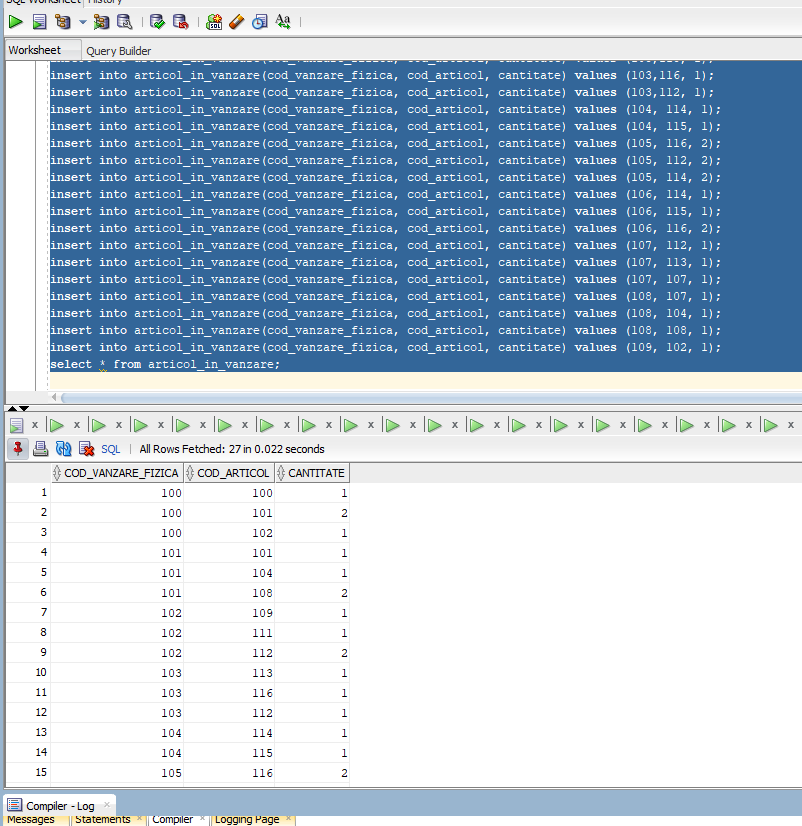 SQL Worksheet History
Worksheet Query Builder
insert into articol_in_vanzare(cod_vanzare_fizica, cod_articol, cantitate) values (103,116, 1);
insert into articol_in_vanzare(cod_vanzare_fizica, cod_articol, cantitate) values (103,112, 1);
insert into articol_in_vanzare(cod_vanzare_fizica, cod_articol, cantitate) values (104, 114, 1);
insert into articol_in_vanzare(cod_vanzare_fizica, cod_articol, cantitate) values (104, 115, 1);
insert into articol_in_vanzare(cod_vanzare_fizica, cod_articol, cantitate) values (105, 116, 2);
insert into articol_in_vanzare(cod_vanzare_fizica, cod_articol, cantitate) values (105, 112, 2);
insert into articol_in_vanzare(cod_vanzare_fizica, cod_articol, cantitate) values (105, 114, 2);
insert into articol_in_vanzare(cod_vanzare_fizica, cod_articol, cantitate) values (106, 114, 1);
insert into articol_in_vanzare(cod_vanzare_fizica, cod_articol, cantitate) values (106, 115, 1);
insert into articol_in_vanzare(cod_vanzare_fizica, cod_articol, cantitate) values (106, 116, 2);
insert into articol_in_vanzare(cod_vanzare_fizica, cod_articol, cantitate) values (107, 112, 1);
insert into articol_in_vanzare(cod_vanzare_fizica, cod_articol, cantitate) values (107, 113, 1);
insert into articol_in_vanzare(cod_vanzare_fizica, cod_articol, cantitate) values (107, 107, 1);
insert into articol_in_vanzare(cod_vanzare_fizica, cod_articol, cantitate) values (108, 107, 1);
insert into articol_in_vanzare(cod_vanzare_fizica, cod_articol, cantitate) values (108, 104, 1);
insert into articol_in_vanzare(cod_vanzare_fizica, cod_articol, cantitate) values (108, 108, 1);
insert into articol_in_vanzare(cod_vanzare_fizica, cod_articol, cantitate) values (109, 102, 1);
select * from articol_in_vanzare;
SQL | All Rows Fetched: 27 in 0.022 seconds
COD_VANZARE_FIZICA COD_ARTICOL CANTITATE
1 100 100 1
2 100 101 2
3 100 102 1
4 101 101 1
5 101 104 1
6 101 108 2
7 102 109 1
8 102 111 1
9 102 112 2
10 103 113 1
11 103 116 1
12 103 112 1
13 104 114 1
14 104 115 1
15 105 116 2
Compiler - Log
Messages Statements Compiler Logging Page